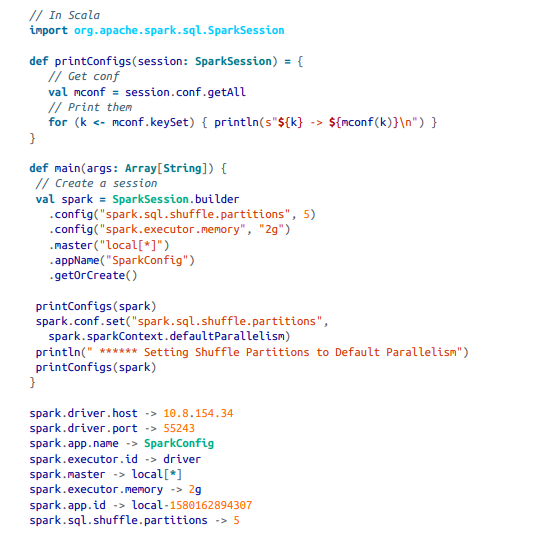 // In Scala
import org.apache.spark.sql.SparkSession
def printConfigs(session: SparkSession) = {
// Get conf
val mconf = session.conf.getAll
// Print them
for (k <- mconf.keySet) { println(s"${k} -> ${mconf(k)}\n") }
}
def main(args: Array[String]) {
// Create a session
val spark = SparkSession.builder
.config("spark.sql.shuffle.partitions", 5)
.config("spark.executor.memory", "2g")
.master("local[*]")
.appName("SparkConfig")
.getOrCreate()
printConfigs(spark)
spark.conf.set("spark.sql.shuffle.partitions",
spark.sparkContext.defaultParallelism)
println(" ****** Setting Shuffle Partitions to Default Parallelism")
printConfigs(spark)
}
spark.driver.host -> 10.8.154.34
spark.driver.port -> 55243
spark.app.name -> SparkConfig
spark.executor.id -> driver
spark.master -> local[*]
spark.executor.memory -> 2g
spark.app.id -> local-1580162894307
spark.sql.shuffle.partitions -> 5